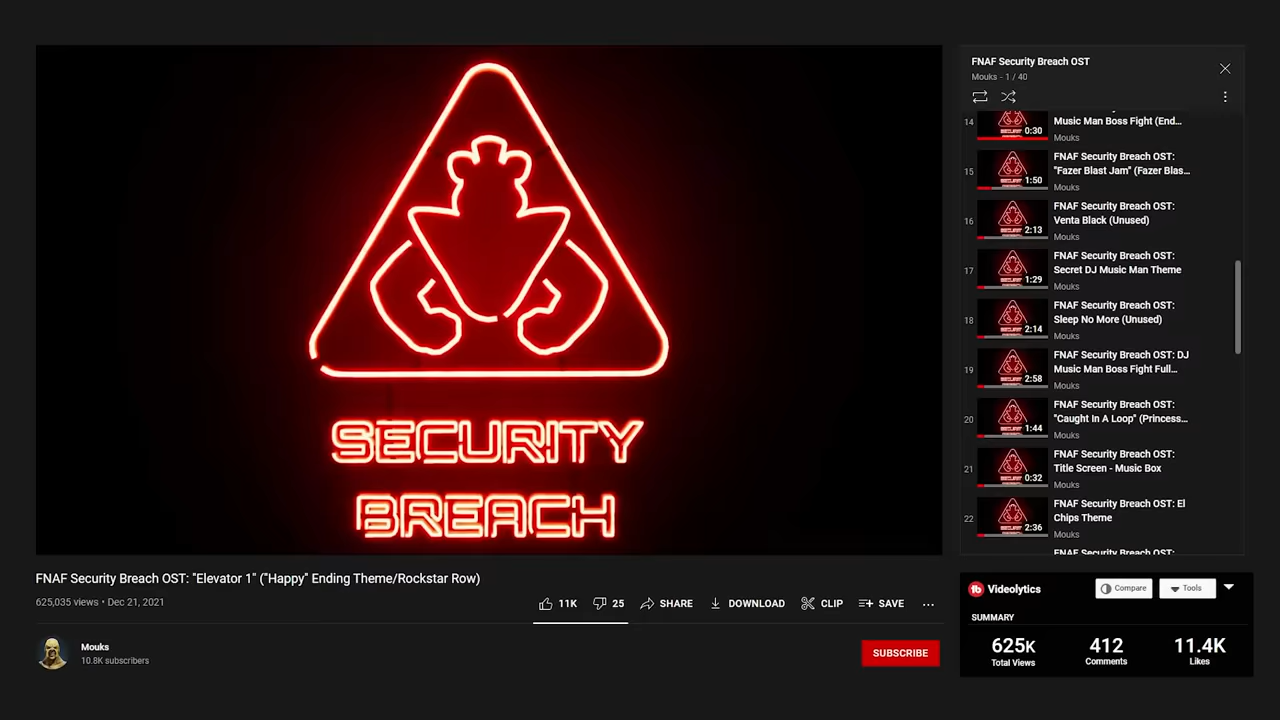 SECURITY
BREACH
FNAF Security Breach OST: "Elevator 1" ("Happy" Ending Theme/Rockstar Row)
625,035 views • Dec 21, 2021
11K
25
SHARE
DOWNLOAD
CLIP
SAVE
Mouks
10.8K subscribers
SUBSCRIBE
FNAF Security Breach OST
Mouks - 1 / 40
14
0:30
Music Man Boss Fight (End...
Mouks
15
1:50
FNAF Security Breach OST:
"Fazer Blast Jam" (Fazer Blas...
Mouks
16
2:13
FNAF Security Breach OST:
Venta Black (Unused)
Mouks
17
1:29
FNAF Security Breach OST:
Secret DJ Music Man Theme
Mouks
18
2:14
FNAF Security Breach OST:
Sleep No More (Unused)
Mouks
19
2:58
FNAF Security Breach OST: DJ
Music Man Boss Fight Full...
Mouks
20
1:44
FNAF Security Breach OST:
"Caught In A Loop" (Princess...
Mouks
21
0:32
FNAF Security Breach OST:
Title Screen - Music Box
Mouks
22
2:36
FNAF Security Breach OST: El
Chips Theme
Mouks
FNAF Security Breach OST:
tb Videolytics
Compare
Tools
SUMMARY
625K
Total Views
412
Comments
11.4K
Likes